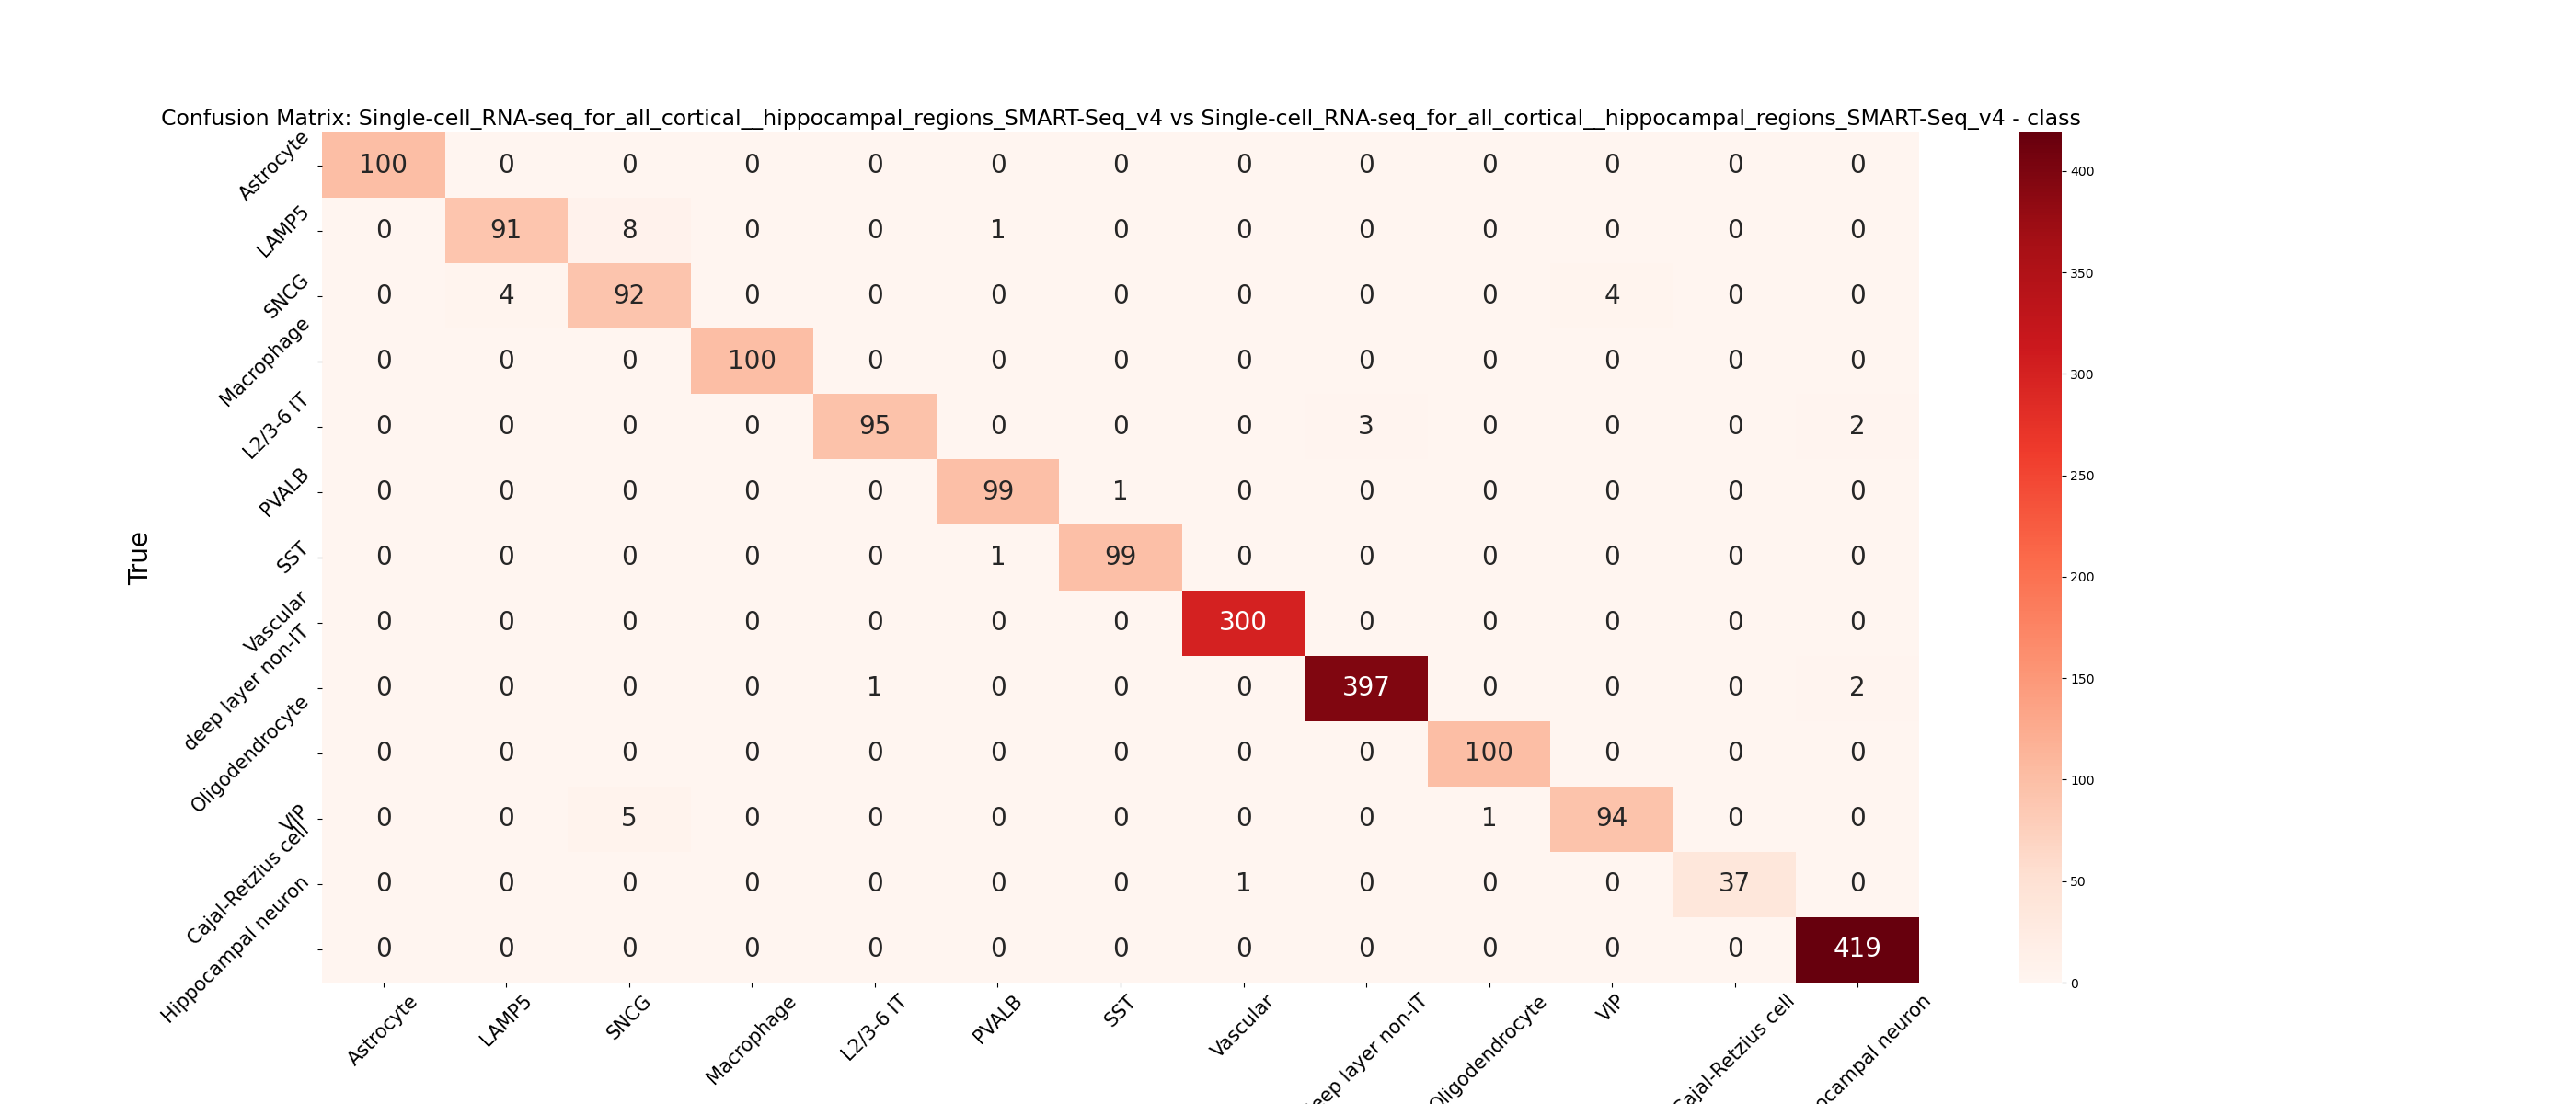 Confusion Matrix: Single-cell_RNA-seq_for_all_cortical__hippocampal_regions_SMART-Seq_v4 vs Single-cell_RNA-seq_for_all_cortical__hippocampal_regions_SMART-Seq_v4 - class
True
Astrocyte 100 0 0 0 0 0 0 0 0 0 0 0 0
LAMP5 0 91 8 0 0 1 0 0 0 0 0 0 0
SNCG 0 4 92 0 0 0 0 0 0 0 4 0 0
Macrophage 0 0 0 100 0 0 0 0 0 0 0 0 0
L2/3-6 IT 0 0 0 0 95 0 0 0 3 0 0 0 2
PVALB 0 0 0 0 0 99 1 0 0 0 0 0 0
SST 0 0 0 0 0 1 99 0 0 0 0 0 0
Vascular 0 0 0 0 0 0 0 300 0 0 0 0 0
deep layer non-IT 0 0 0 0 1 0 0 0 397 0 0 0 2
Oligodendrocyte 0 0 0 0 0 0 0 0 0 100 0 0 0
VIP 0 0 5 0 0 0 0 0 0 1 94 0 0
Cajal-Retzius cell 0 0 0 0 0 0 0 1 0 0 0 37 0
Hippocampal neuron 0 0 0 0 0 0 0 0 0 0 0 0 419
Astrocyte LAMP5 SNCG Macrophage L2/3-6 IT PVALB SST Vascular eep layer non-IT Oligodendrocyte VIP Cajal-Retzius cell ocampal neuron
400
350
300
250
200
150
100
50
0